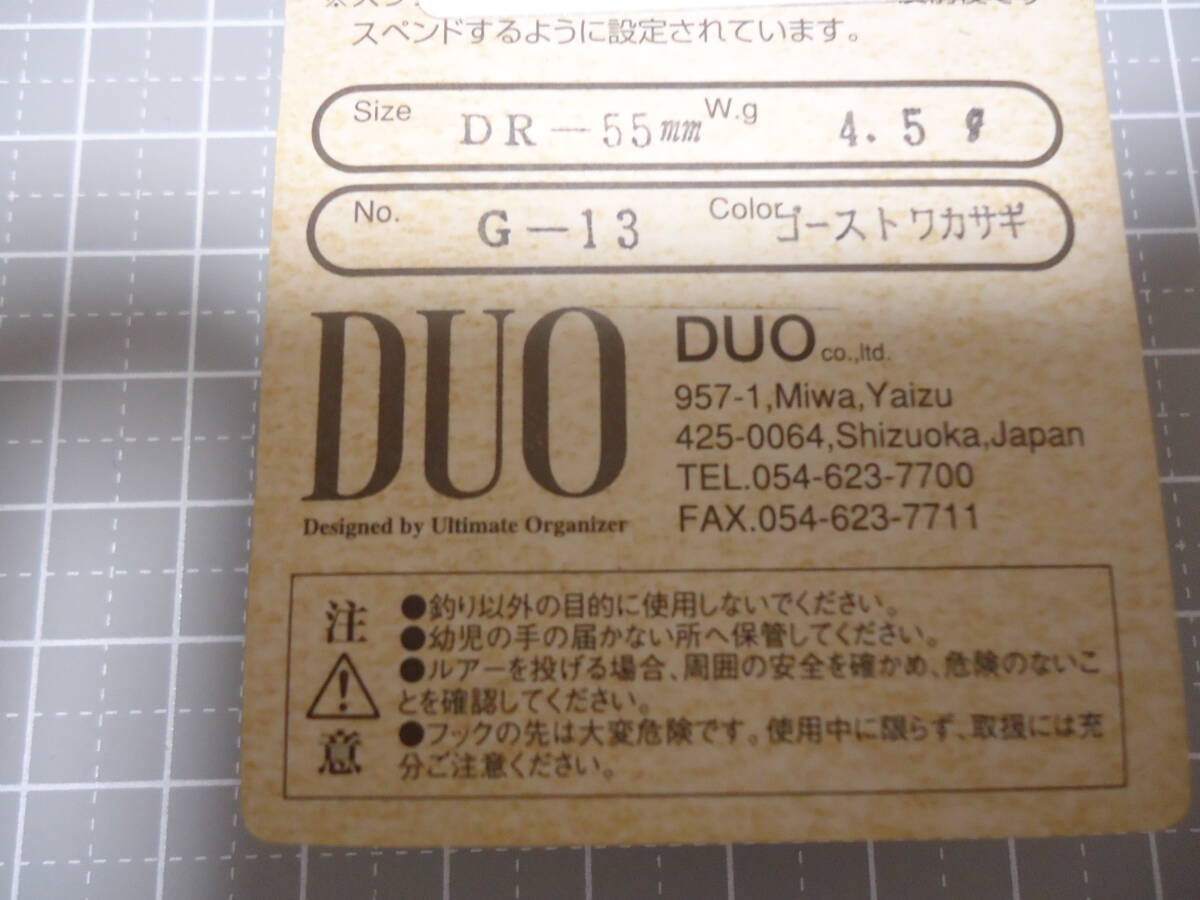 スペンドするように設定されています。
Size DR-55mm W.g 4.5g
No. G-13 Color ゴーストワカサギ
DUO
Designed by Ultimate Organizer
DUO co.,ltd.
957-1,Miwa,Yaizu
425-0064,Shizuoka,Japan
TEL.054-623-7700
FAX.054-623-7711
注意
●釣り以外の目的に使用しないでください。
●幼児の手の届かない所へ保管してください。
●ルアーを投げる場合、周囲の安全を確かめ、危険のないこ
とを確認してください。
●フックの先は大変危険です。使用中に限らず、取扱には充
分ご注意ください。